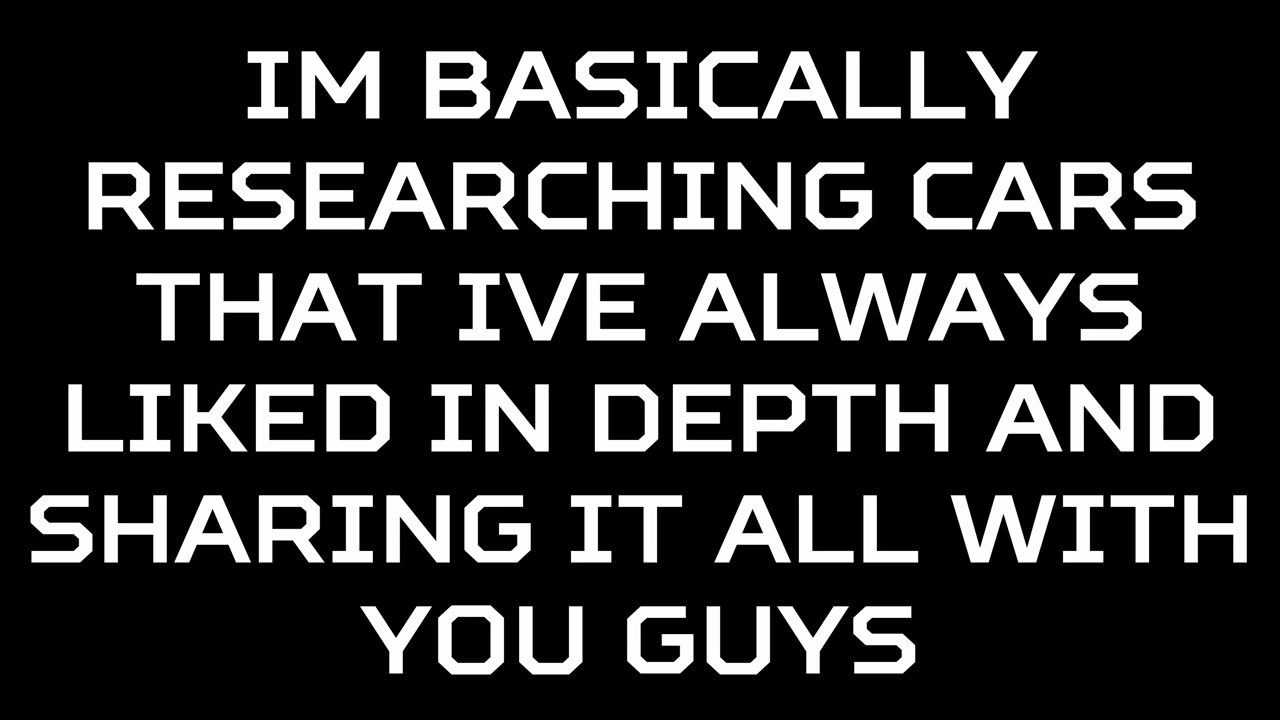 IM BASICALLY
RESEARCHING CARS
THAT IVE ALWAYS
LIKED IN DEPTH AND
SHARING IT ALL WITH
YOU GUYS